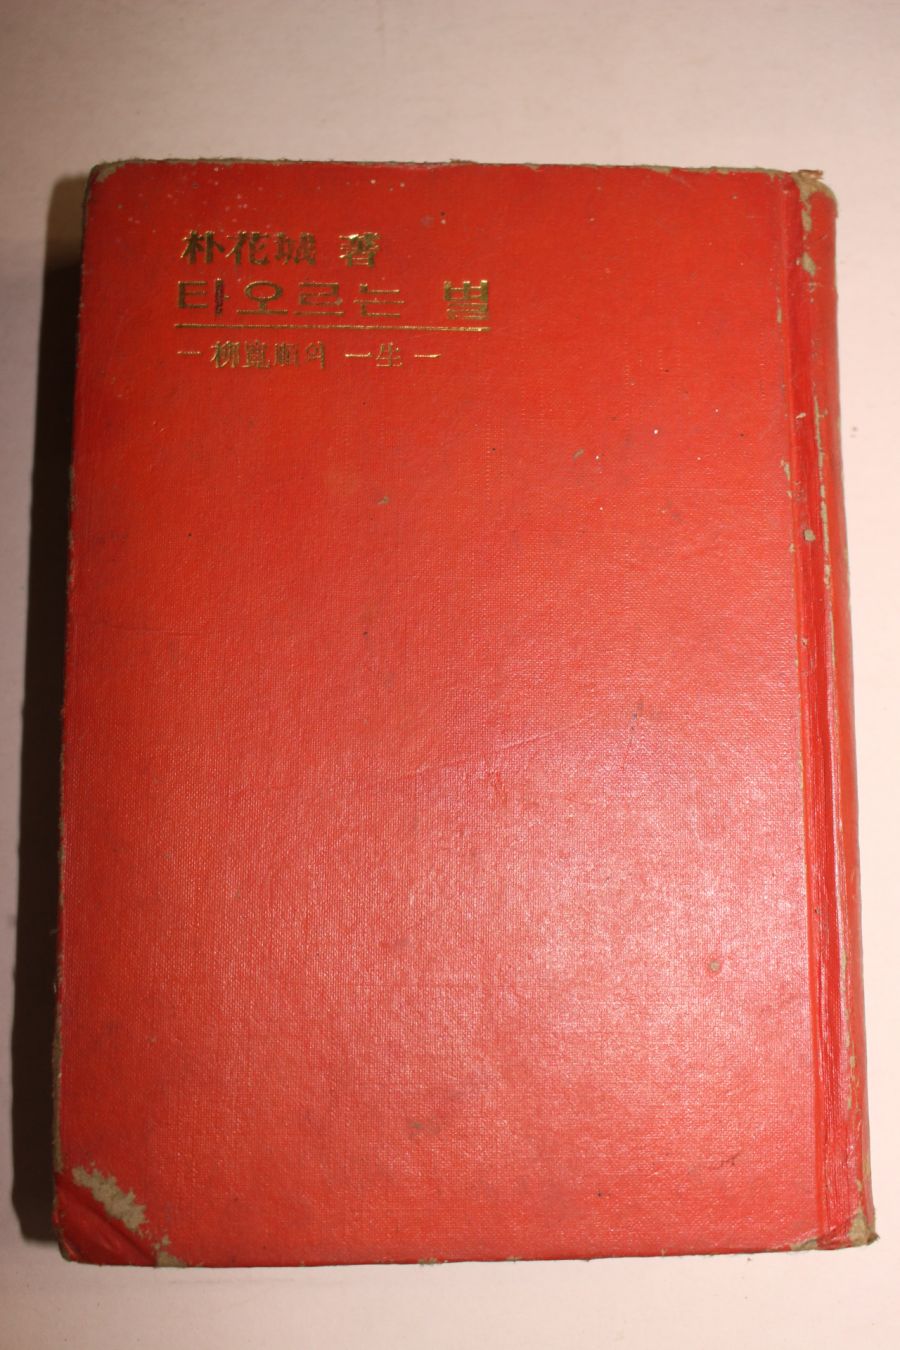 朴花城 著
타오르는 별
— 柳寬順의 一生 —